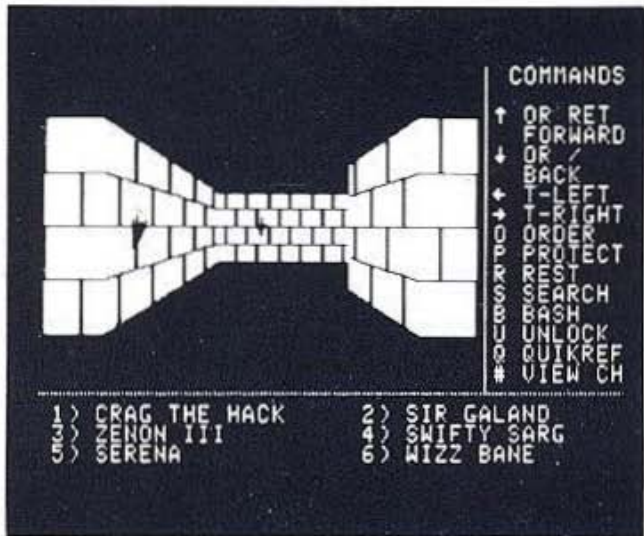 COMMANDS
↑ OR RET
FORWARD
↓ OR /
BACK
← T-LEFT
→ T-RIGHT
O ORDER
P PROTECT
R REST
S SEARCH
B BASH
U UNLOCK
Q QUIKREF
# VIEW CH
1) CRAG THE HACK 2) SIR GALAND
3) ZENON III 4) SWIFTY SARG
5) SERENA 6) WIZZ BANE